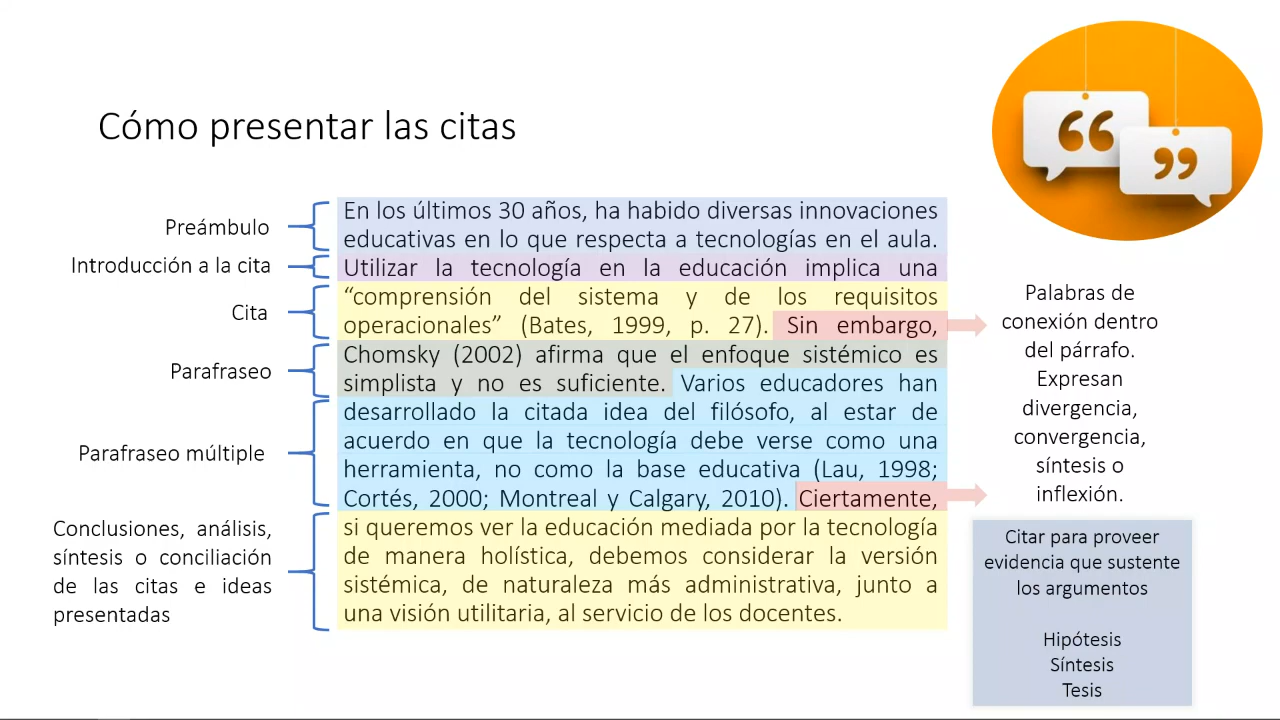 Cómo presentar las citas
Preámbulo
Introducción a la cita
Cita
Parafraseo
Parafraseo múltiple
Conclusiones, análisis,
síntesis o conciliación
de las citas e ideas
presentadas
En los últimos 30 años, ha habido diversas innovaciones
educativas en lo que respecta a tecnologías en el aula.
Utilizar la tecnología en la educación implica una
“comprensión del sistema y de los requisitos
operacionales” (Bates, 1999, p. 27). Sin embargo,
Chomsky (2002) afirma que el enfoque sistémico es
simplista y no es suficiente. Varios educadores han
desarrollado la citada idea del filósofo, al estar de
acuerdo en que la tecnología debe verse como una
herramienta, no como la base educativa (Lau, 1998;
Cortés, 2000; Montreal y Calgary, 2010). Ciertamente,
si queremos ver la educación mediada por la tecnología
de manera holística, debemos considerar la versión
sistémica, de naturaleza más administrativa, junto a
una visión utilitaria, al servicio de los docentes.
Palabras de
conexión dentro
del párrafo.
Expresan
divergencia,
convergencia,
síntesis o
inflexión.
Citar para proveer
evidencia que sustente
los argumentos
Hipótesis
Síntesis
Tesis